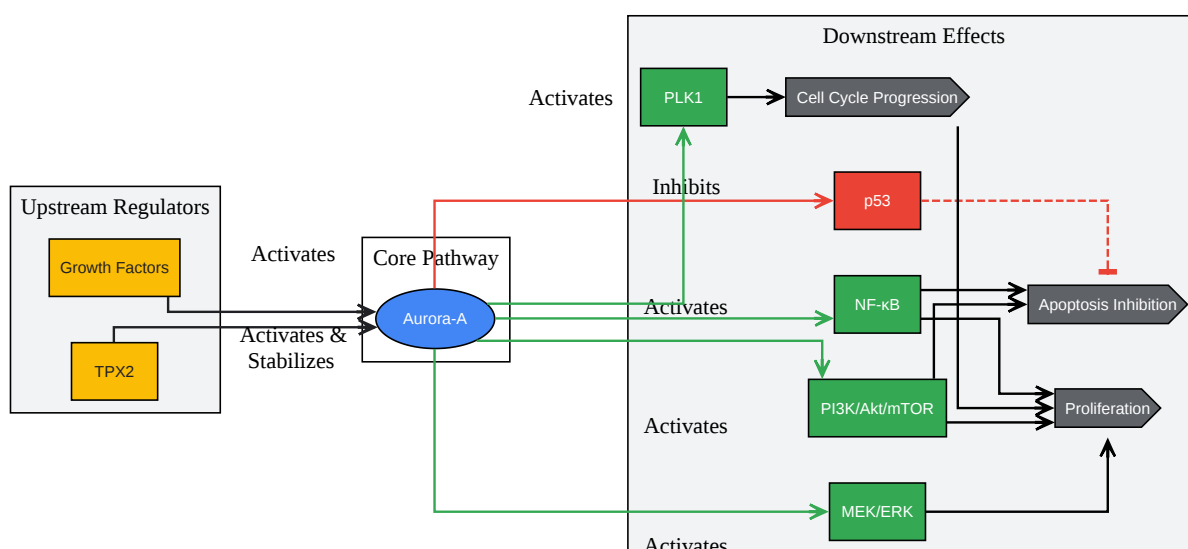 Downstream Effects
Activates
PLK1
Cell Cycle Progression
Inhibits
p53
Upstream Regulators
Growth Factors
TPX2
Activates
Activates &
Stabilizes
Core Pathway
Aurora-A
Activates
NF-κB
Apoptosis Inhibition
PI3K/Akt/mTOR
Proliferation
Activates
MEK/ERK
Activates